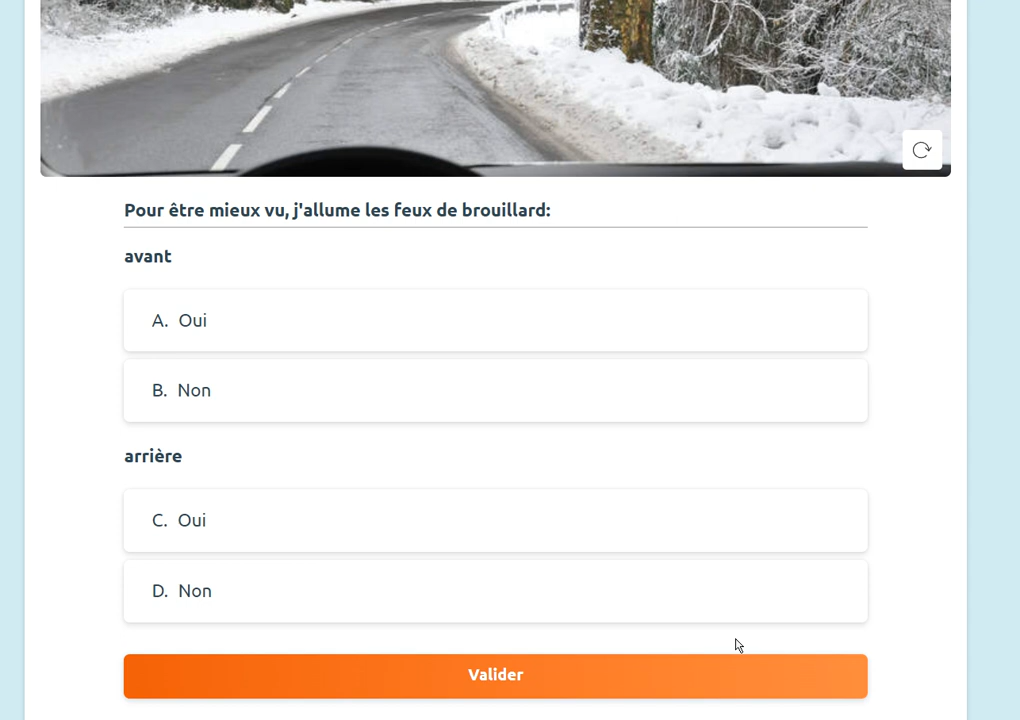 Pour être mieux vu, j'allume les feux de brouillard:
avant
A. Oui
B. Non
arrière
C. Oui
D. Non
Valider